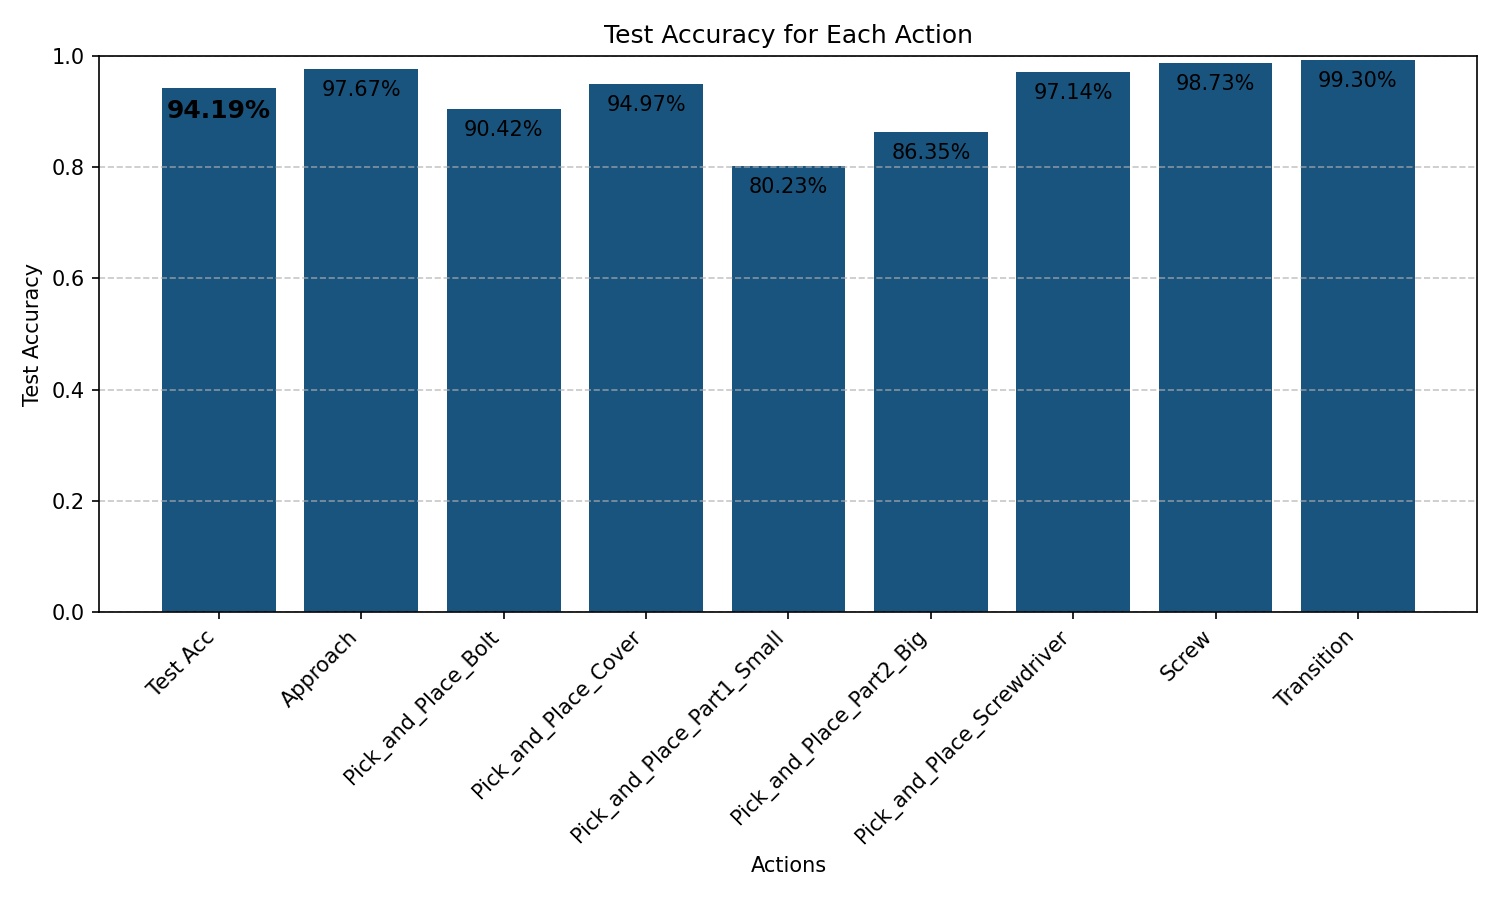 Test Accuracy for Each Action
Test Accuracy
1.0
0.8
0.6
0.4
0.2
0.0
94.19%
97.67%
90.42%
94.97%
80.23%
86.35%
97.14%
98.73%
99.30%
Test Acc
Approach
Pick_and_Place_Bolt
Pick_and_Place_Cover
Pick_and_Place_Part1_Small
Pick_and_Place_Part2_Big
Pick_and_Place_Screwdriver
Screw
Transition
Actions